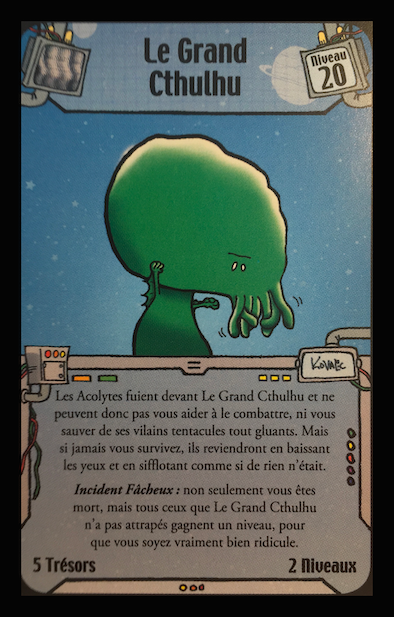 Le Grand
Cthulhu
Niveau
20
KOVALIC
Les Acolytes fuient devant Le Grand Cthulhu et ne
peuvent donc pas vous aider à le combattre, ni vous
sauver de ses vilains tentacules tout gluants. Mais
si jamais vous survivez, ils reviendront en baissant
les yeux et en sifflotant comme si de rien n'était.
Incident Fâcheux : non seulement vous êtes
mort, mais tous ceux que Le Grand Cthulhu
n'a pas attrapés gagnent un niveau, pour
que vous soyez vraiment bien ridicule.
5 Trésors
2 Niveaux